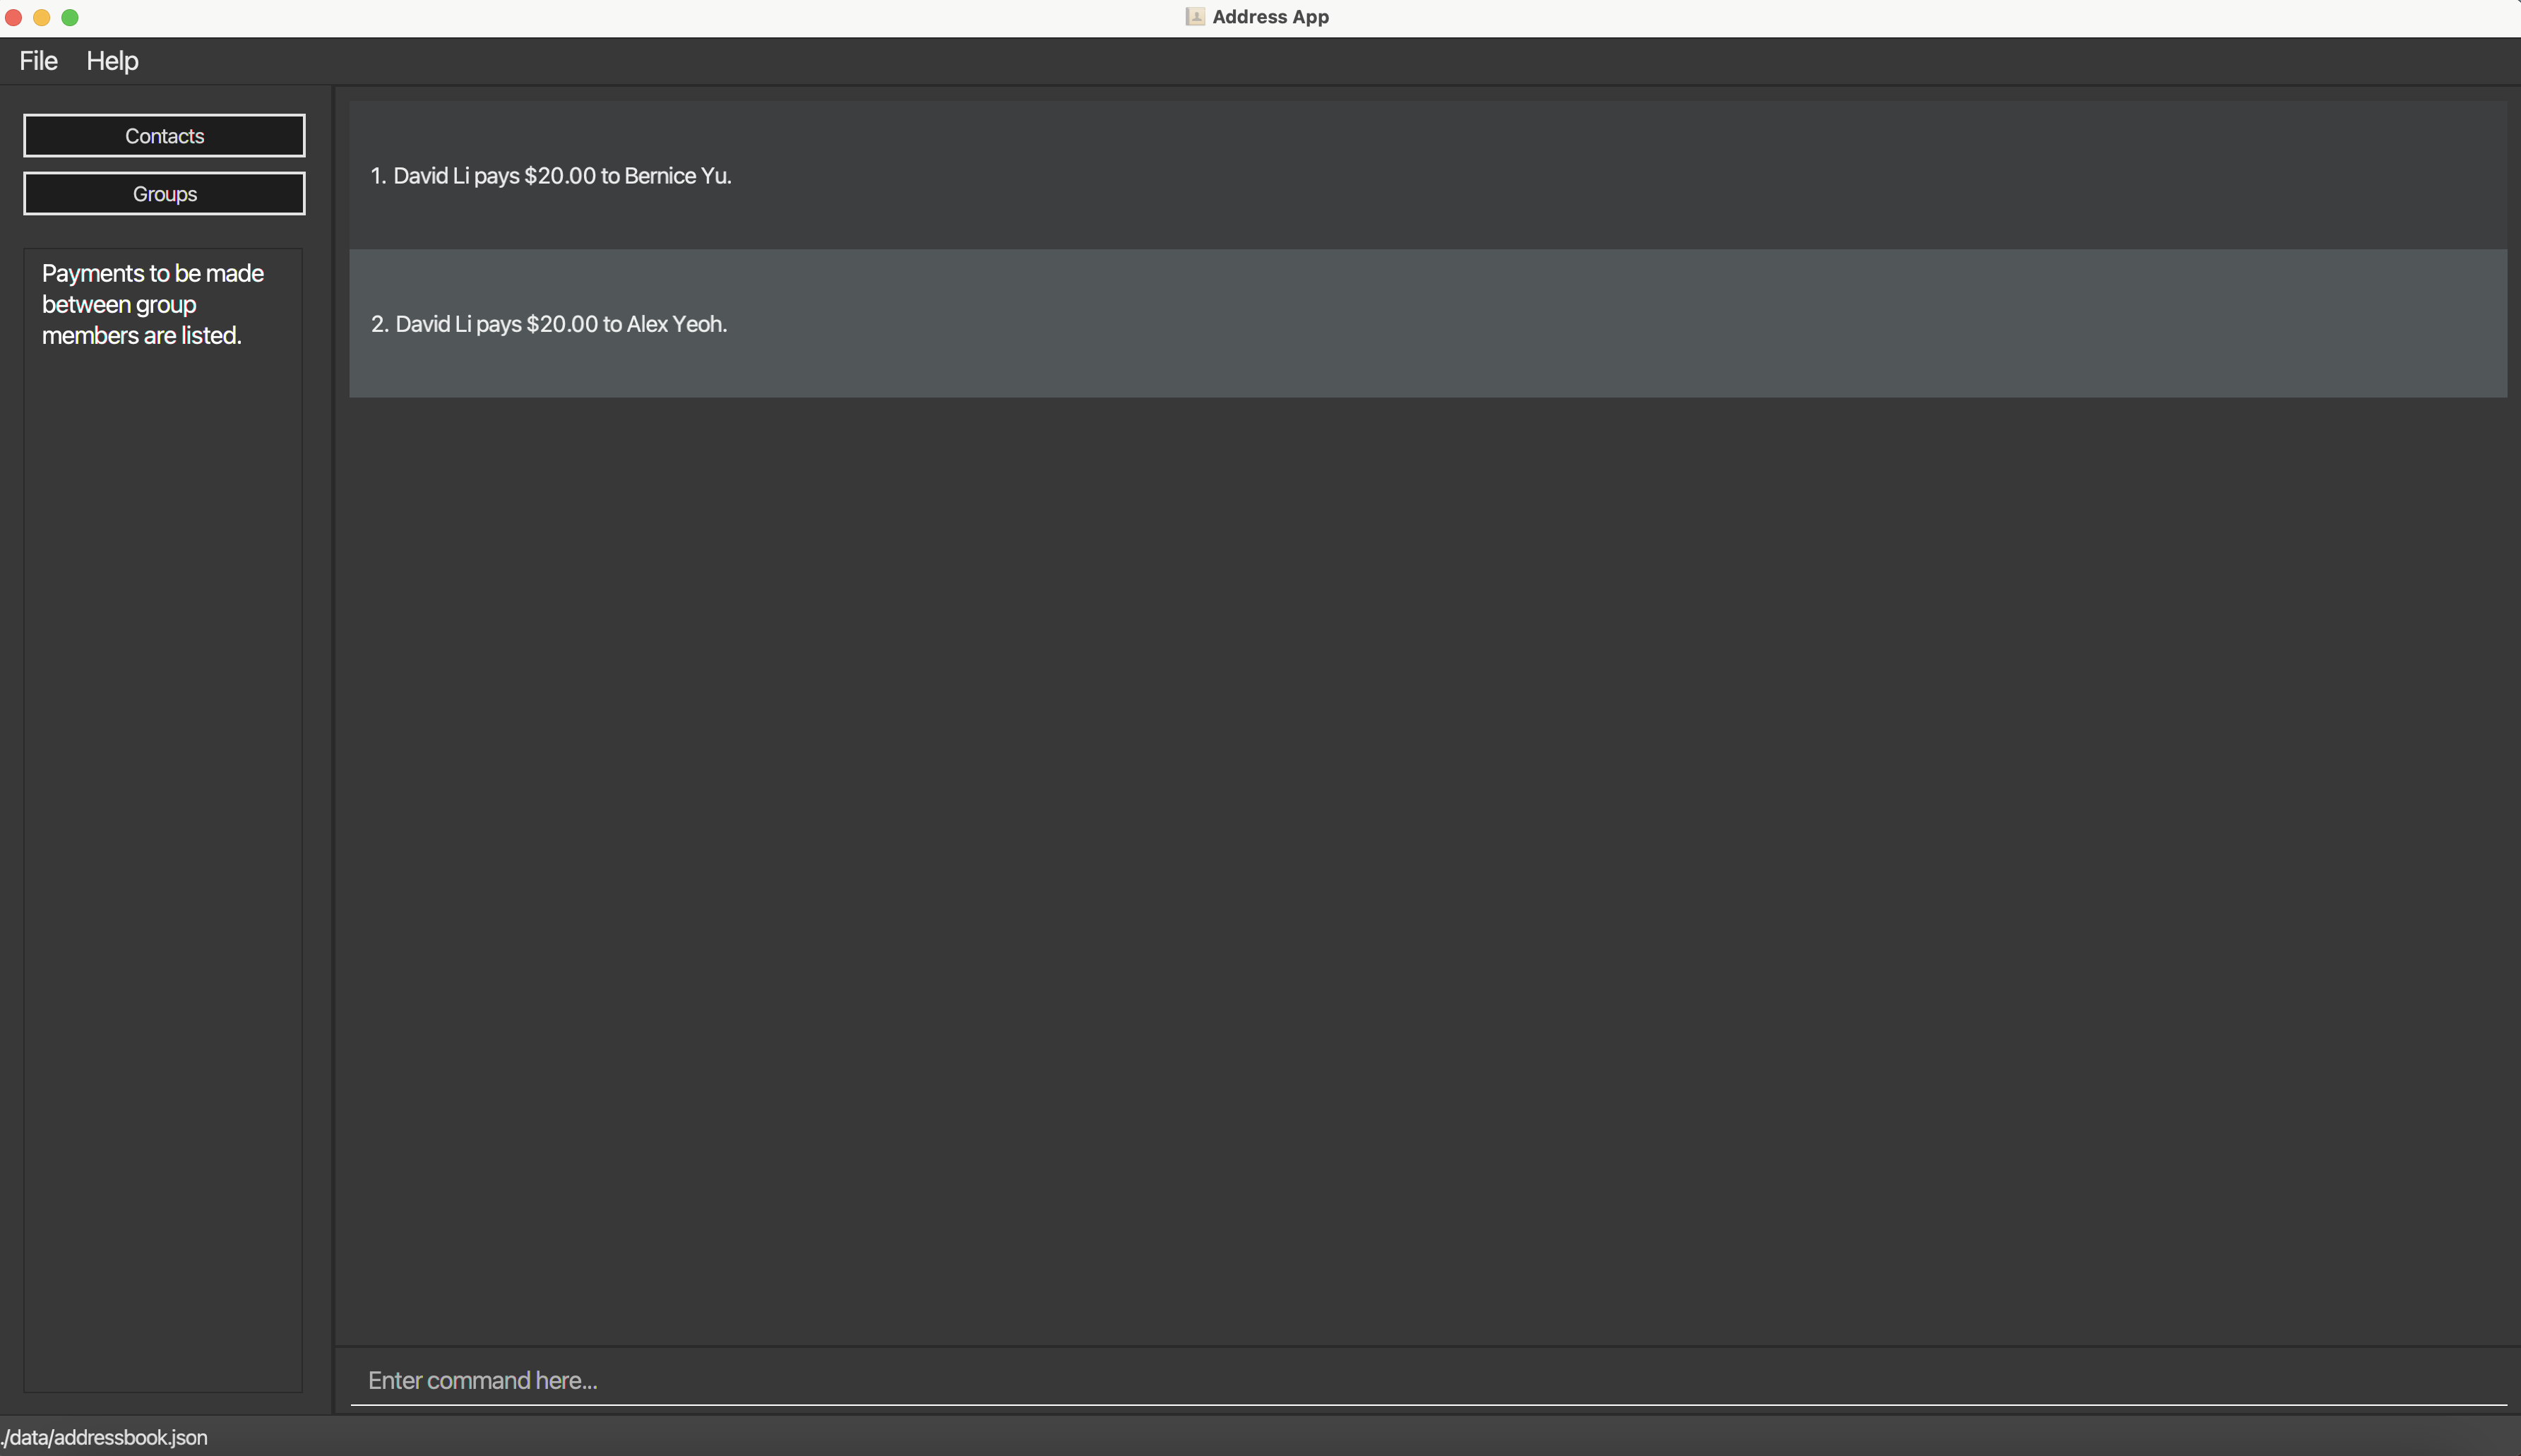 Address App
File Help
Contacts
Groups
Payments to be made
between group
members are listed.
1. David Li pays $20.00 to Bernice Yu.
2. David Li pays $20.00 to Alex Yeoh.
Enter command here...
./data/addressbook.json